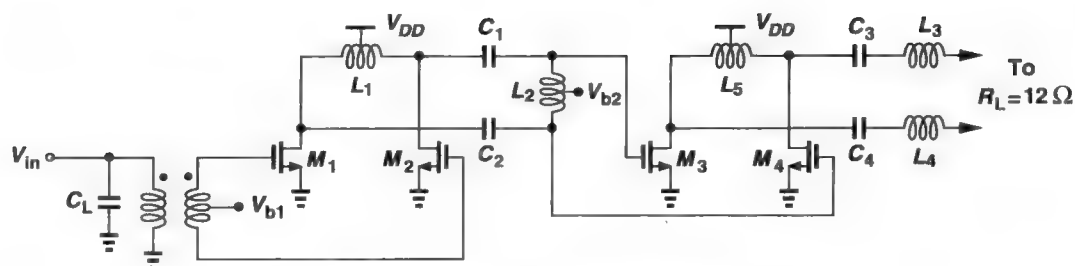 V_DD
C_1
L_1
C_2
L_2
V_b2
V_DD
L_5
C_3
L_3
C_4
L_4
To
R_L = 12 Ω
V_in
C_L
V_b1
M_1
M_2
M_3
M_4